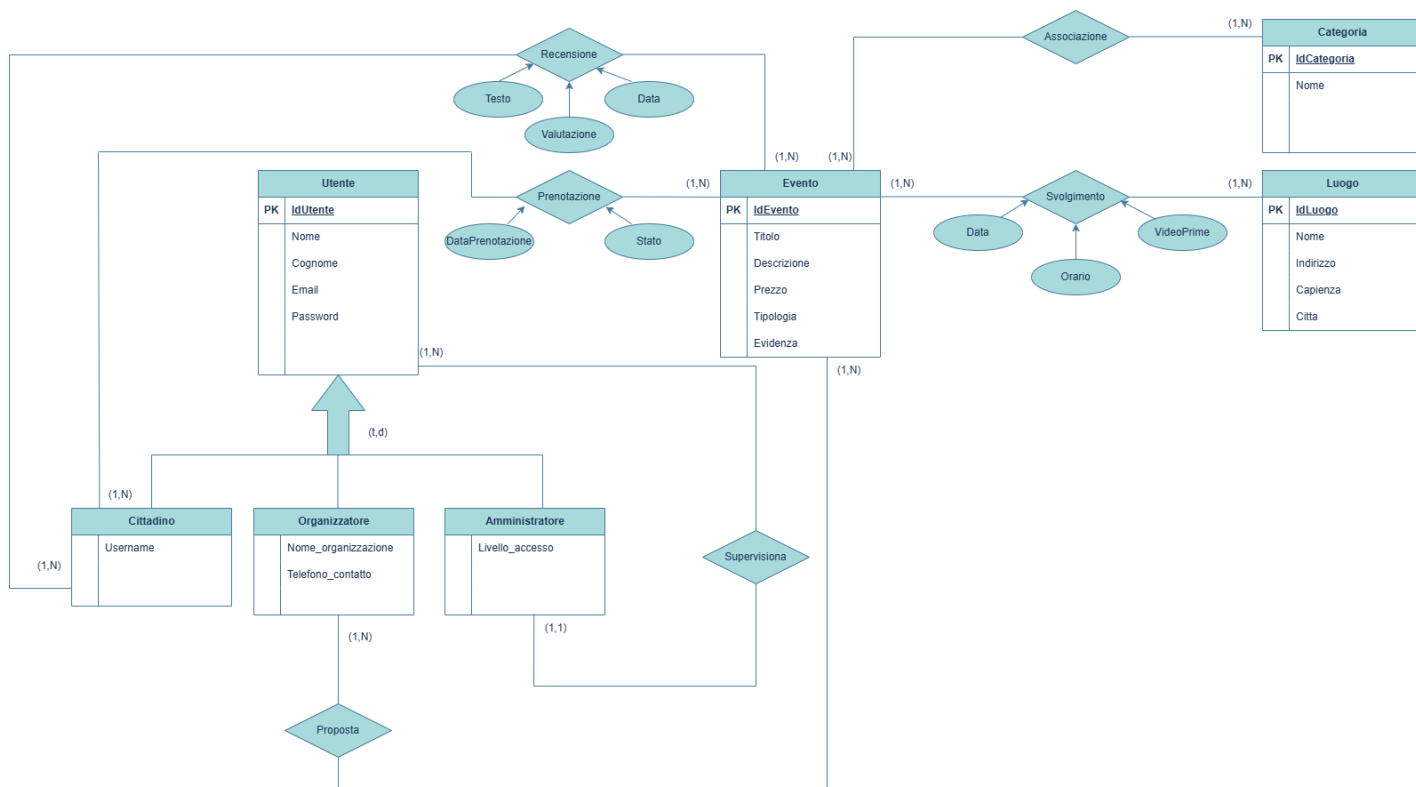 Recensione
Testo
Valutazione
Data
Associazione
(1,N)
Categoria
PK IdCategoria
Nome
(1,N)
(1,N)
Utente
PK IdUtente
Nome
Cognome
Email
Password
Prenotazione
DataPrenotazione
Stato
(1,N)
Evento
PK IdEvento
Titolo
Descrizione
Prezzo
Tipologia
Evidenza
(1,N)
Svolgimento
Data
Orario
VideoPrime
(1,N)
Luogo
PK IdLuogo
Nome
Indirizzo
Capienza
Citta
(1,N)
(1,N)
(t,d)
(1,N)
Cittadino
Username
(1,N)
Organizzatore
Nome_organizzazione
Telefono_contatto
Amministratore
Livello_accesso
Supervisiona
(1,N)
(1,1)
Proposta